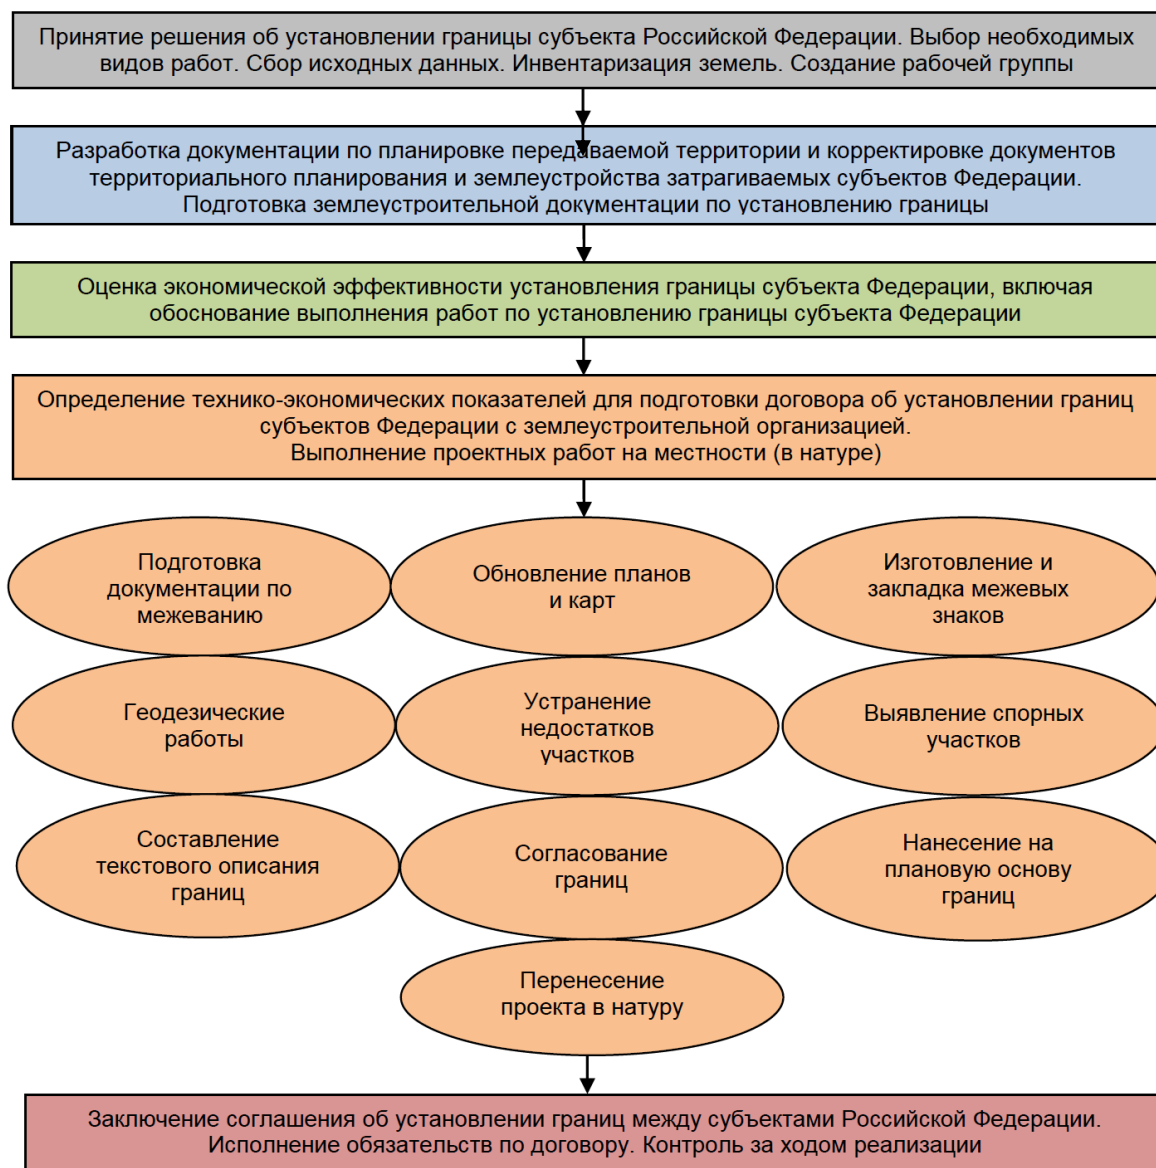 Принятие решения об установлении границы субъекта Российской Федерации. Выбор необходимых
видов работ. Сбор исходных данных. Инвентаризация земель. Создание рабочей группы
Разработка документации по планировке передаваемой территории и корректировке документов
территориального планирования и землеустройства затрагиваемых субъектов Федерации.
Подготовка землеустроительной документации по установлению границы
Оценка экономической эффективности установления границы субъекта Федерации, включая
обоснование выполнения работ по установлению границы субъекта Федерации
Определение технико-экономических показателей для подготовки договора об установлении границ
субъектов Федерации с землеустроительной организацией.
Выполнение проектных работ на местности (в натуре)
Подготовка
документации по
межеванию
Обновление планов
и карт
Изготовление и
закладка межевых
знаков
Геодезические
работы
Устранение
недостатков
участков
Выявление спорных
участков
Составление
текстового описания
границ
Согласование
границ
Нанесение на
плановую основу
границ
Перенесение
проекта в натуру
Заключение соглашения об установлении границ между субъектами Российской Федерации.
Исполнение обязательств по договору. Контроль за ходом реализации